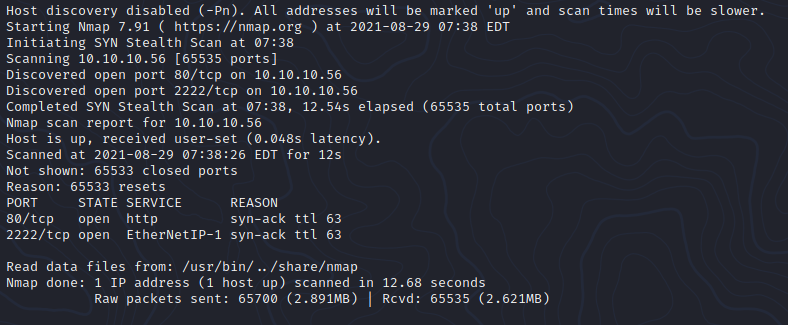 Host discovery disabled (-Pn). All addresses will be marked 'up' and scan times will be slower.
Starting Nmap 7.91 ( https://nmap.org ) at 2021-08-29 07:38 EDT
Initiating SYN Stealth Scan at 07:38
Scanning 10.10.10.56 [65535 ports]
Discovered open port 80/tcp on 10.10.10.56
Discovered open port 2222/tcp on 10.10.10.56
Completed SYN Stealth Scan at 07:38, 12.54s elapsed (65535 total ports)
Nmap scan report for 10.10.10.56
Host is up, received user-set (0.048s latency).
Scanned at 2021-08-29 07:38:26 EDT for 12s
Not shown: 65533 closed ports
Reason: 65533 resets
PORT     STATE SERVICE      REASON
80/tcp   open  http         syn-ack ttl 63
2222/tcp open  EtherNetIP-1 syn-ack ttl 63
Read data files from: /usr/bin/../share/nmap
Nmap done: 1 IP address (1 host up) scanned in 12.68 seconds
           Raw packets sent: 65700 (2.891MB) | Rcvd: 65535 (2.621MB)